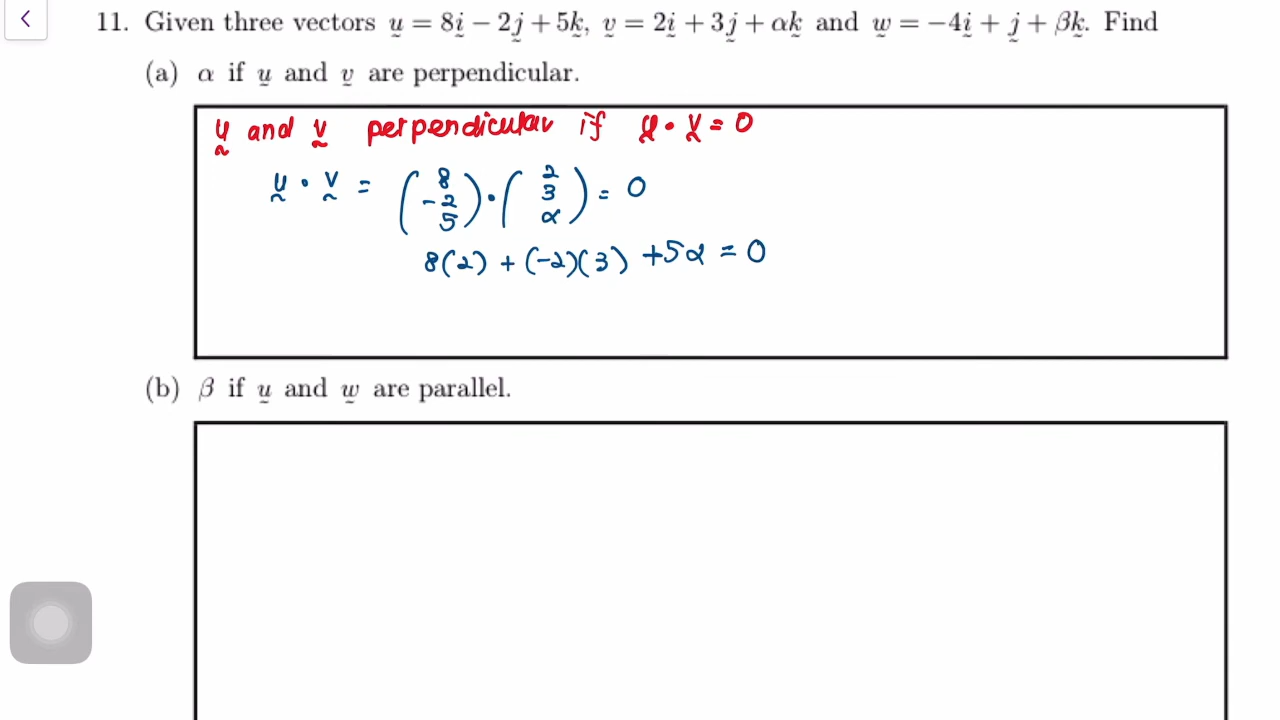 11. Given three vectors u = 8i − 2j + 5k, v = 2i + 3j + αk and w = −4i + j + βk. Find
(a) α if u and v are perpendicular.
u and v perpendicular if u · v = 0
u · v = (8 -2 5) · (2 3 α) = 0
8(2) + (-2)(3) + 5α = 0
(b) β if u and w are parallel.